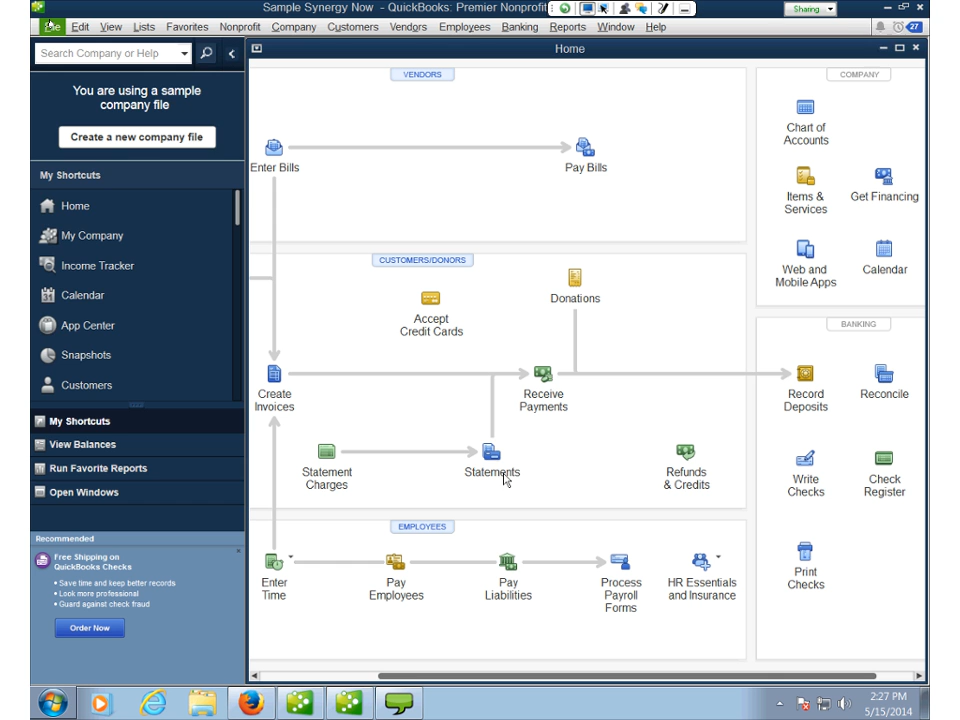 Sample Synergy Now - QuickBooks: Premier Nonprofit
Sharing
File Edit View Lists Favorites Nonprofit Company Customers Vendors Employees Banking Reports Window Help
27
Search Company or Help
Home
You are using a sample
company file
Create a new company file
My Shortcuts
Home
My Company
Income Tracker
31
Calendar
App Center
Snapshots
Customers
My Shortcuts
View Balances
Run Favorite Reports
Open Windows
Recommended
Free Shipping on
QuickBooks Checks
• Save time and keep better records
• Look more professional
• Guard against check fraud
Order Now
VENDORS
Enter Bills
Pay Bills
CUSTOMERS/DONORS
Donations
Accept
Credit Cards
Create
Invoices
Receive
Payments
Statement
Charges
Statements
Refunds
& Credits
EMPLOYEES
Enter
Time
Pay
Employees
Pay
Liabilities
Process
Payroll
Forms
HR Essentials
and Insurance
COMPANY
Chart of
Accounts
Items &
Services
Get Financing
Web and
Mobile Apps
Calendar
BANKING
Record
Deposits
Reconcile
Write
Checks
Check
Register
Print
Checks
2:27 PM
5/15/2014